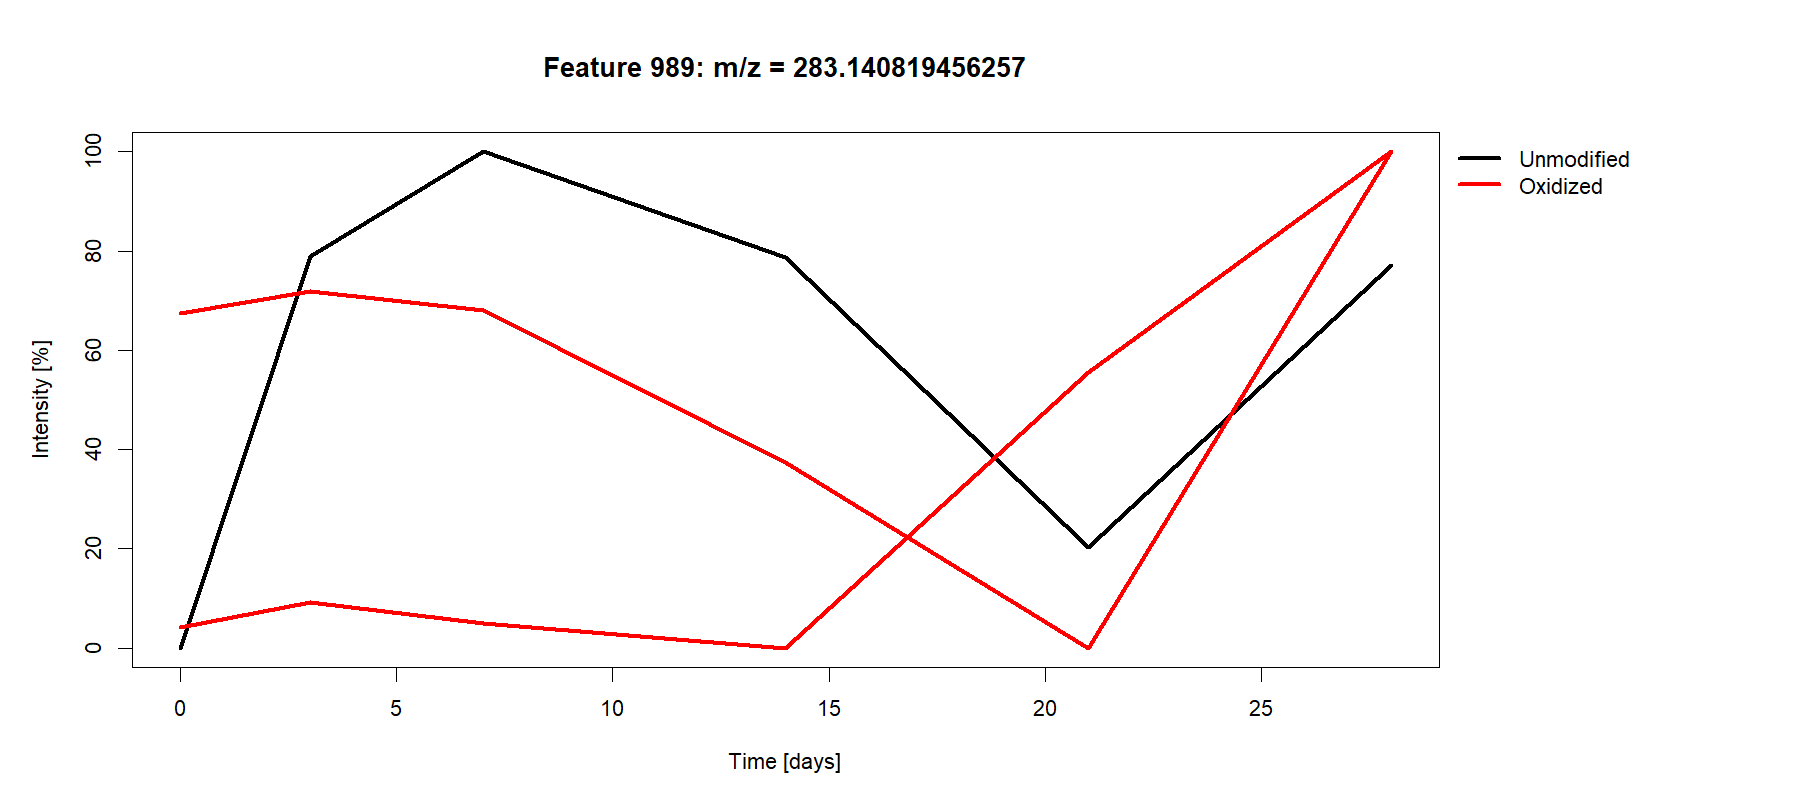 Feature 989: m/z = 283.140819456257
Unmodified
Oxidized
Intensity [%]
100
80
60
40
20
0
0 5 10 15 20 25
Time [days]